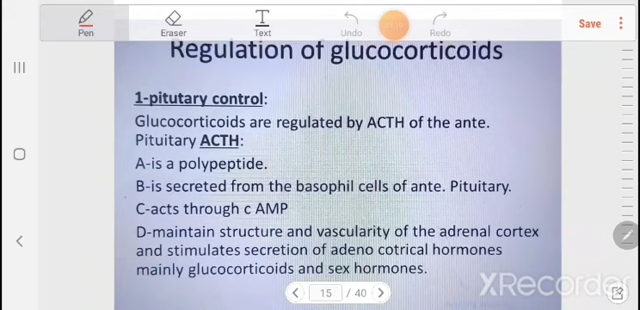 Pen
Eraser
Text
Undo
Redo
Save
Regulation of glucocorticoids
1-pitutary control:
Glucocorticoids are regulated by ACTH of the ante.
Pituitary ACTH:
A-is a polypeptide.
B-is secreted from the basophil cells of ante. Pituitary.
C-acts through c AMP
D-maintain structure and vascularity of the adrenal cortex
and stimulates secretion of adeno cotrical hormones
mainly glucocorticoids and sex hormones.
15 / 40
XRecorder